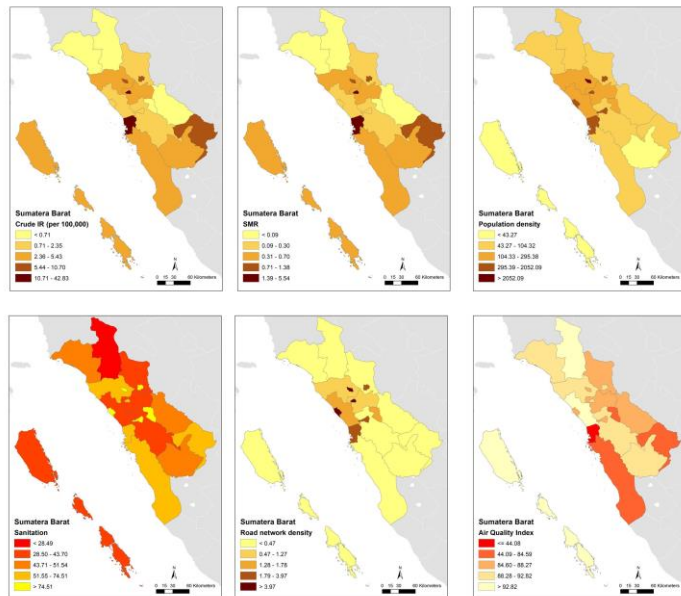 Sumatera Barat
Crude IR (per 100,000)
< 0.71
0.71 - 2.35
2.36 - 5.43
5.44 - 10.70
10.71 - 42.83
N
0 15 30 60 Kilometers
Sumatera Barat
SMR
< 0.09
0.09 - 0.30
0.31 - 0.70
0.71 - 1.38
1.39 - 5.54
N
0 15 30 60 Kilometers
Sumatera Barat
Population density
< 43.27
43.27 - 104.32
104.33 - 295.38
295.39 - 2052.09
> 2052.09
N
0 15 30 60 Kilometers
Sumatera Barat
Sanitation
< 28.49
28.50 - 43.70
43.71 - 51.54
51.55 - 74.51
> 74.51
N
0 15 30 60 Kilometers
Sumatera Barat
Road network density
< 0.47
0.47 - 1.27
1.28 - 1.78
1.79 - 3.97
> 3.97
N
0 15 30 60 Kilometers
Sumatera Barat
Air Quality Index
<= 44.08
44.09 - 84.59
84.60 - 88.27
88.28 - 92.82
> 92.82
N
0 15 30 60 Kilometers